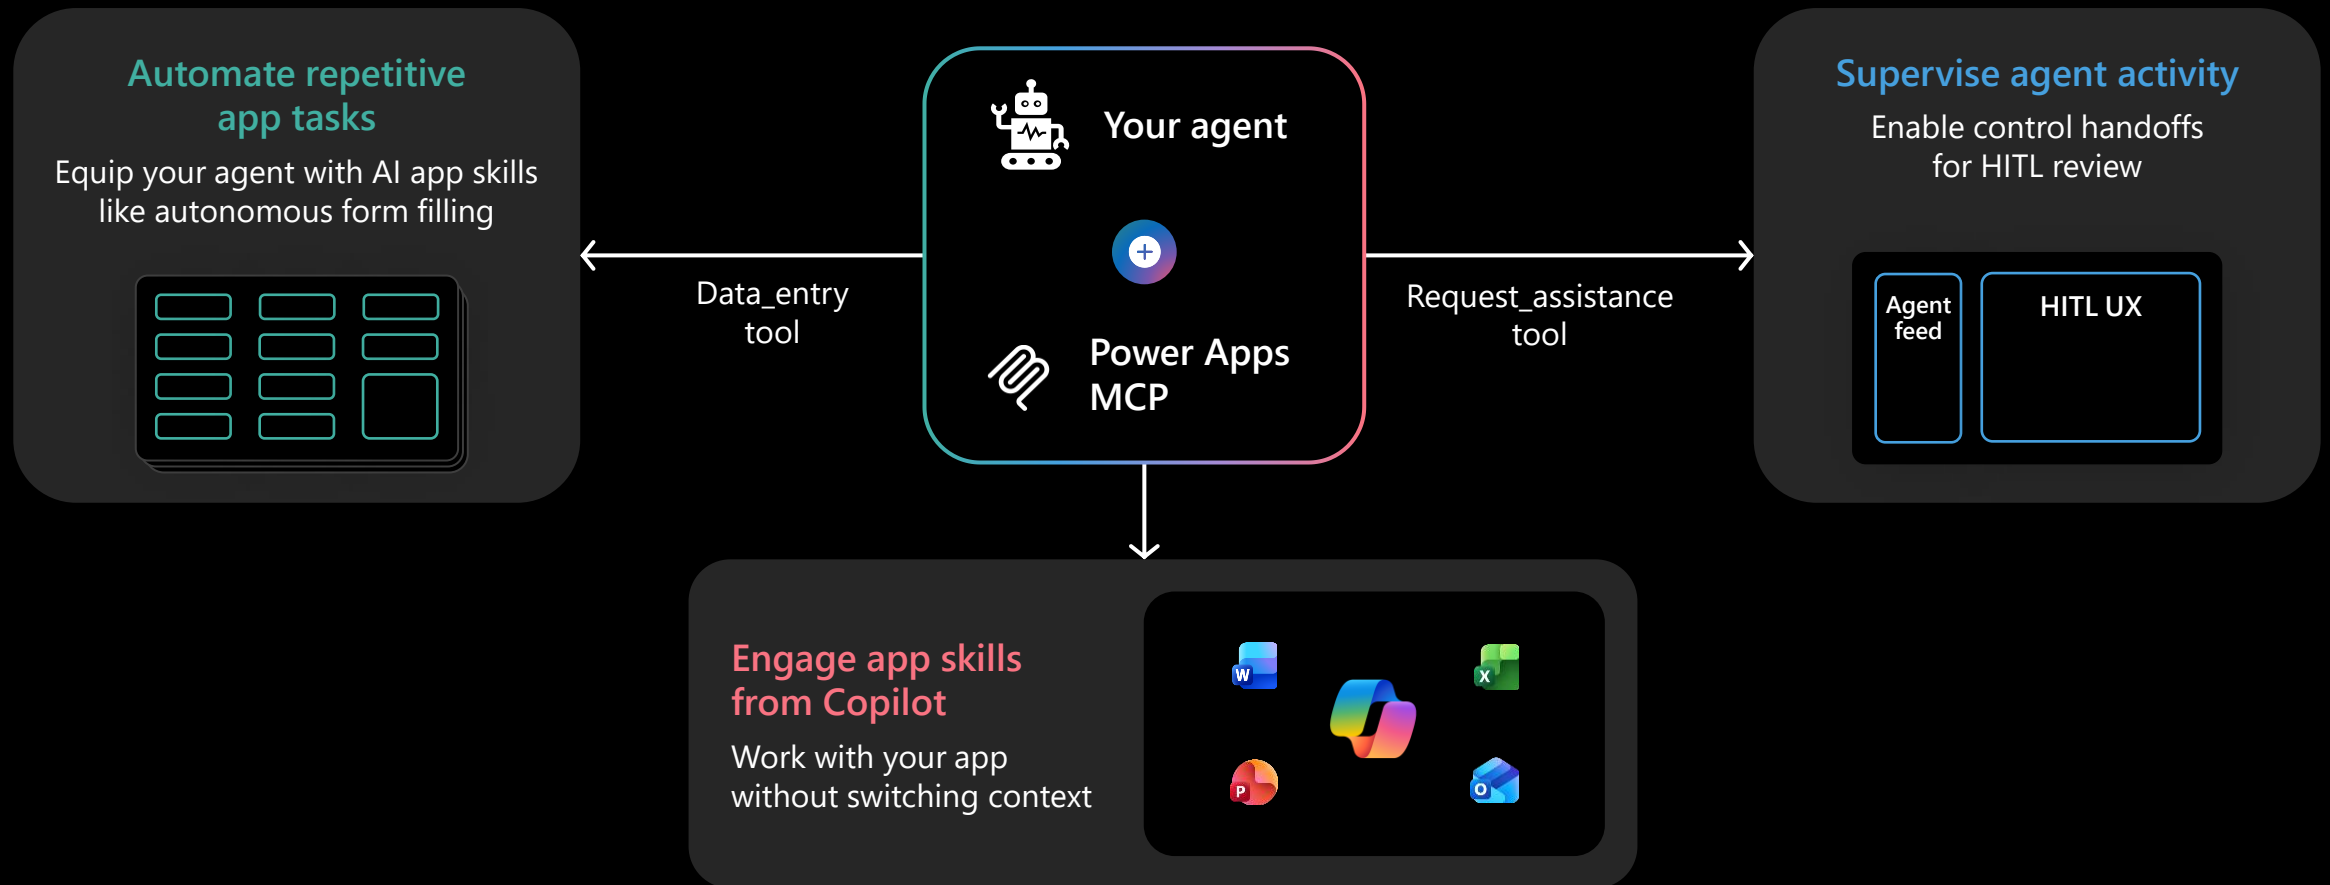 Automate repetitive
app tasks
Equip your agent with AI app skills
like autonomous form filling
Data_entry
tool
Your agent
Power Apps
MCP
Request_assistance
tool
Supervise agent activity
Enable control handoffs
for HITL review
Agent
feed
HITL UX
Engage app skills
from Copilot
Work with your app
without switching context
W
X
P
O